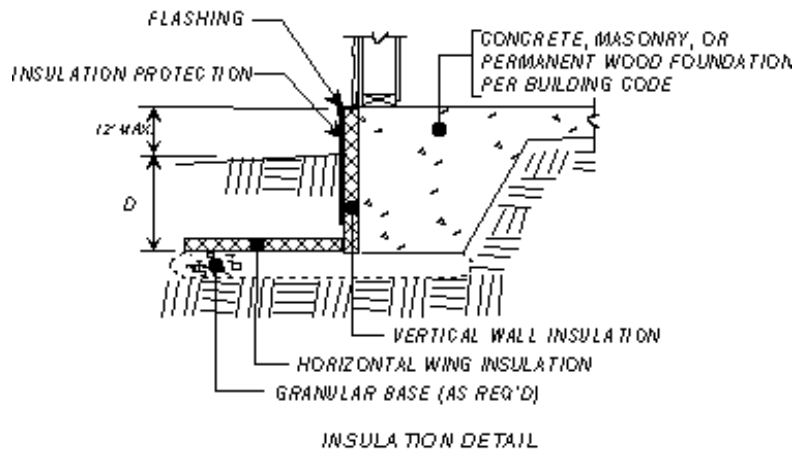 FLASHING
INSULATION PROTECTION
CONCRETE, MASONRY, OR
PERMANENT WOOD FOUNDATION
PER BUILDING CODE
12" MAX.
D
VERTICAL WALL INSULATION
HORIZONTAL WING INSULATION
GRANULAR BASE (AS REQ'D)
INSULATION DETAIL